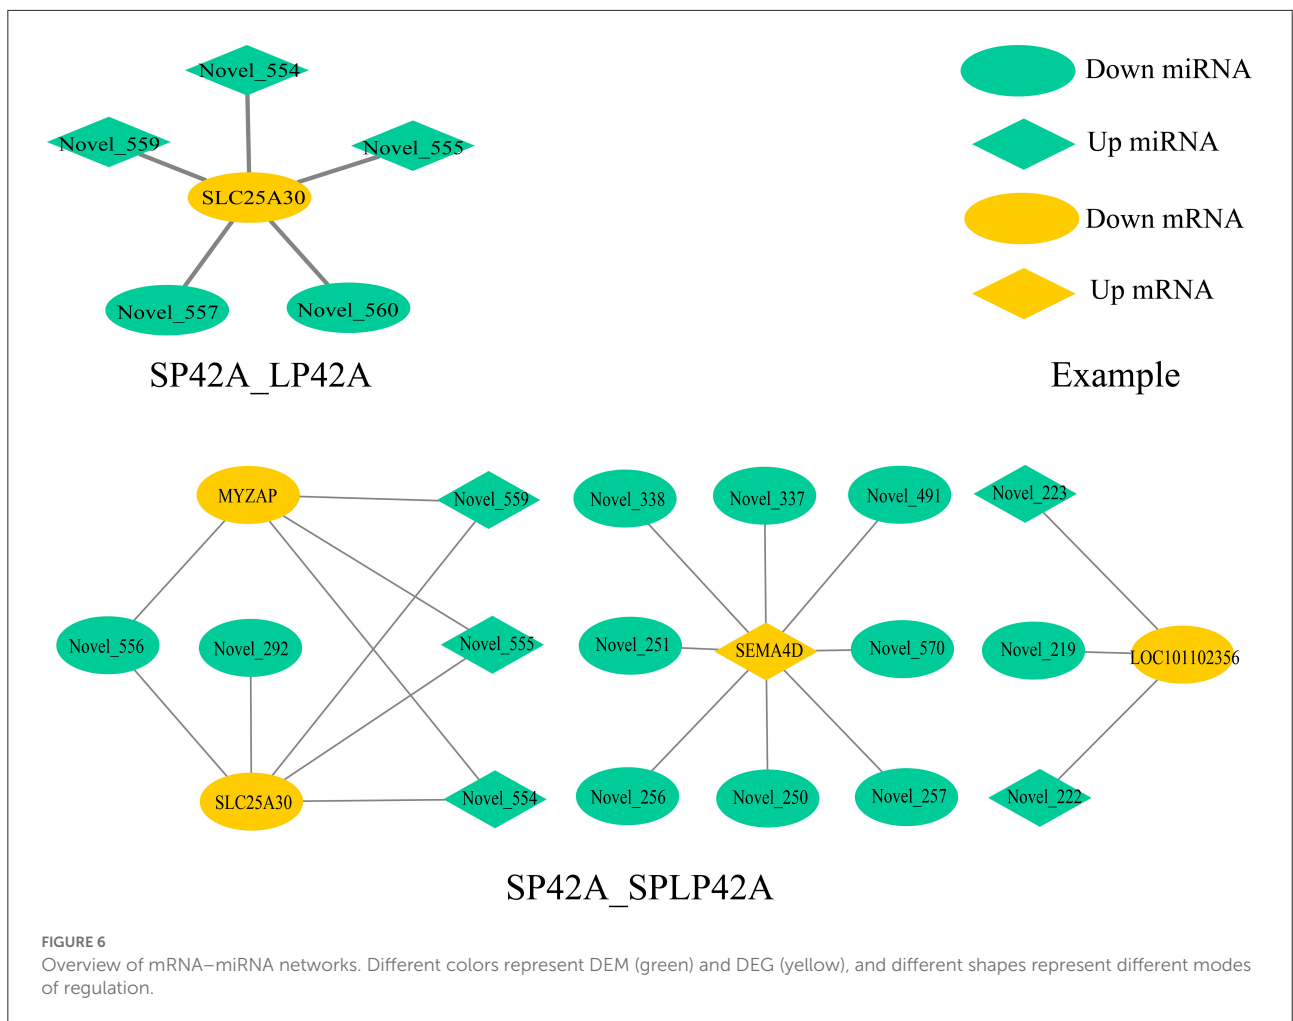 Novel_554
Novel_559
Novel_555
SLC25A30
Novel_557
Novel_560
SP42A_LP42A
Down miRNA
Up miRNA
Down mRNA
Up mRNA
Example
MYZAP
Novel_559
Novel_556
Novel_292
Novel_555
SLC25A30
Novel_554
Novel_338
Novel_337
Novel_491
Novel_251
SEMA4D
Novel_570
Novel_256
Novel_250
Novel_257
Novel_223
Novel_219
LOC101102356
Novel_222
SP42A_SPLP42A
FIGURE 6
Overview of mRNA–miRNA networks. Different colors represent DEM (green) and DEG (yellow), and different shapes represent different modes
of regulation.